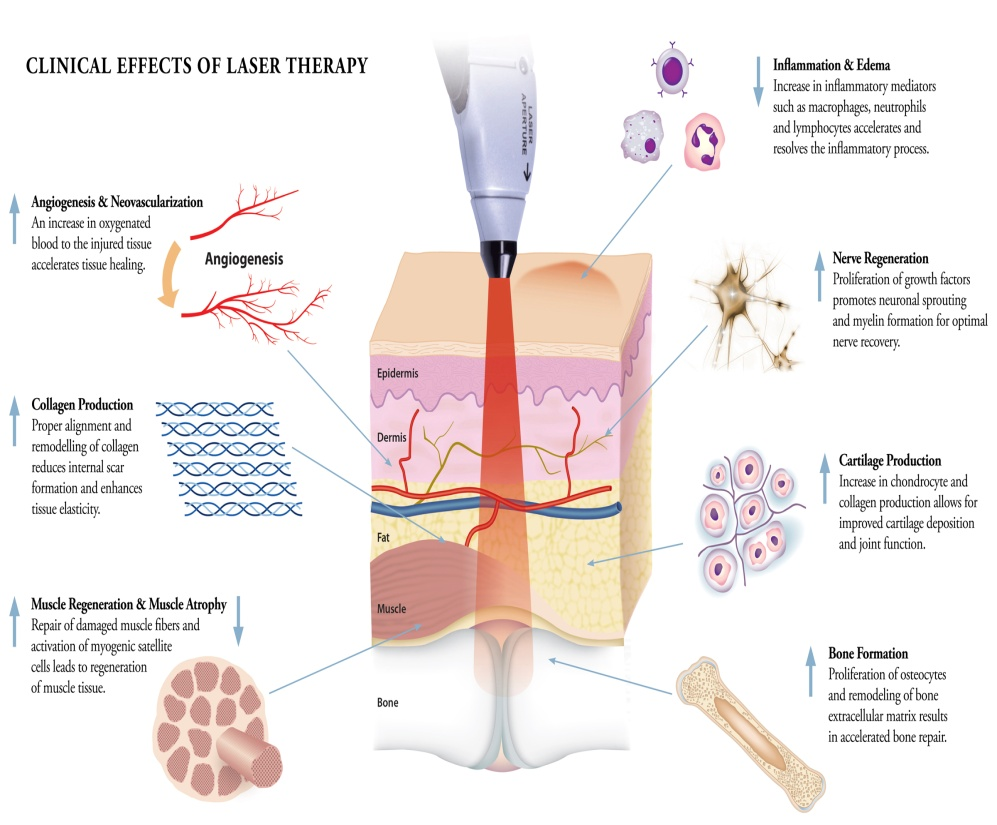 CLINICAL EFFECTS OF LASER THERAPY
LASER
APERTURE
Inflammation & Edema
Increase in inflammatory mediators
such as macrophages, neutrophils
and lymphocytes accelerates and
resolves the inflammatory process.
Angiogenesis & Neovascularization
An increase in oxygenated
blood to the injured tissue
accelerates tissue healing.
Angiogenesis
Nerve Regeneration
Proliferation of growth factors
promotes neuronal sprouting
and myelin formation for optimal
nerve recovery.
Collagen Production
Proper alignment and
remodelling of collagen
reduces internal scar
formation and enhances
tissue elasticity.
Epidermis
Dermis
Fat
Muscle
Bone
Cartilage Production
Increase in chondrocyte and
collagen production allows for
improved cartilage deposition
and joint function.
Muscle Regeneration & Muscle Atrophy
Repair of damaged muscle fibers and
activation of myogenic satellite
cells leads to regeneration
of muscle tissue.
Bone Formation
Proliferation of osteocytes
and remodeling of bone
extracellular matrix results
in accelerated bone repair.